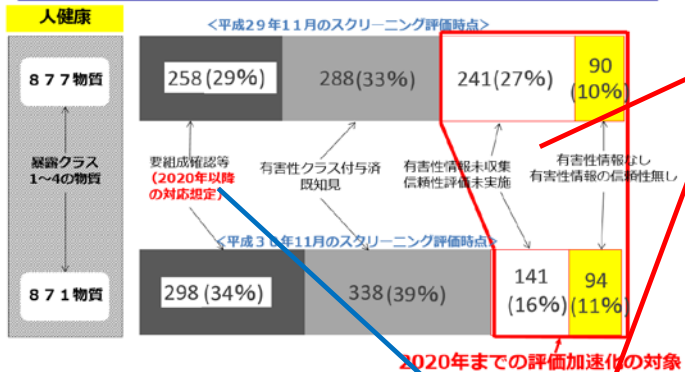 人健康
<平成29年11月のスクリーニング評価時点>
877物質
258(29%)
288(33%)
241(27%)
90
(10%)
暴露クラス
1～4の物質
要組成確認等
(2020年以降
の対応想定)
有害性クラス付与済
既知見
有害性情報未収集
信頼性評価未実施
有害性情報なし
有害性情報の信頼性無し
<平成30年11月のスクリーニング評価時点>
871物質
298(34%)
338(39%)
141
(16%)
94
(11%)
2020年までの評価加速化の対象